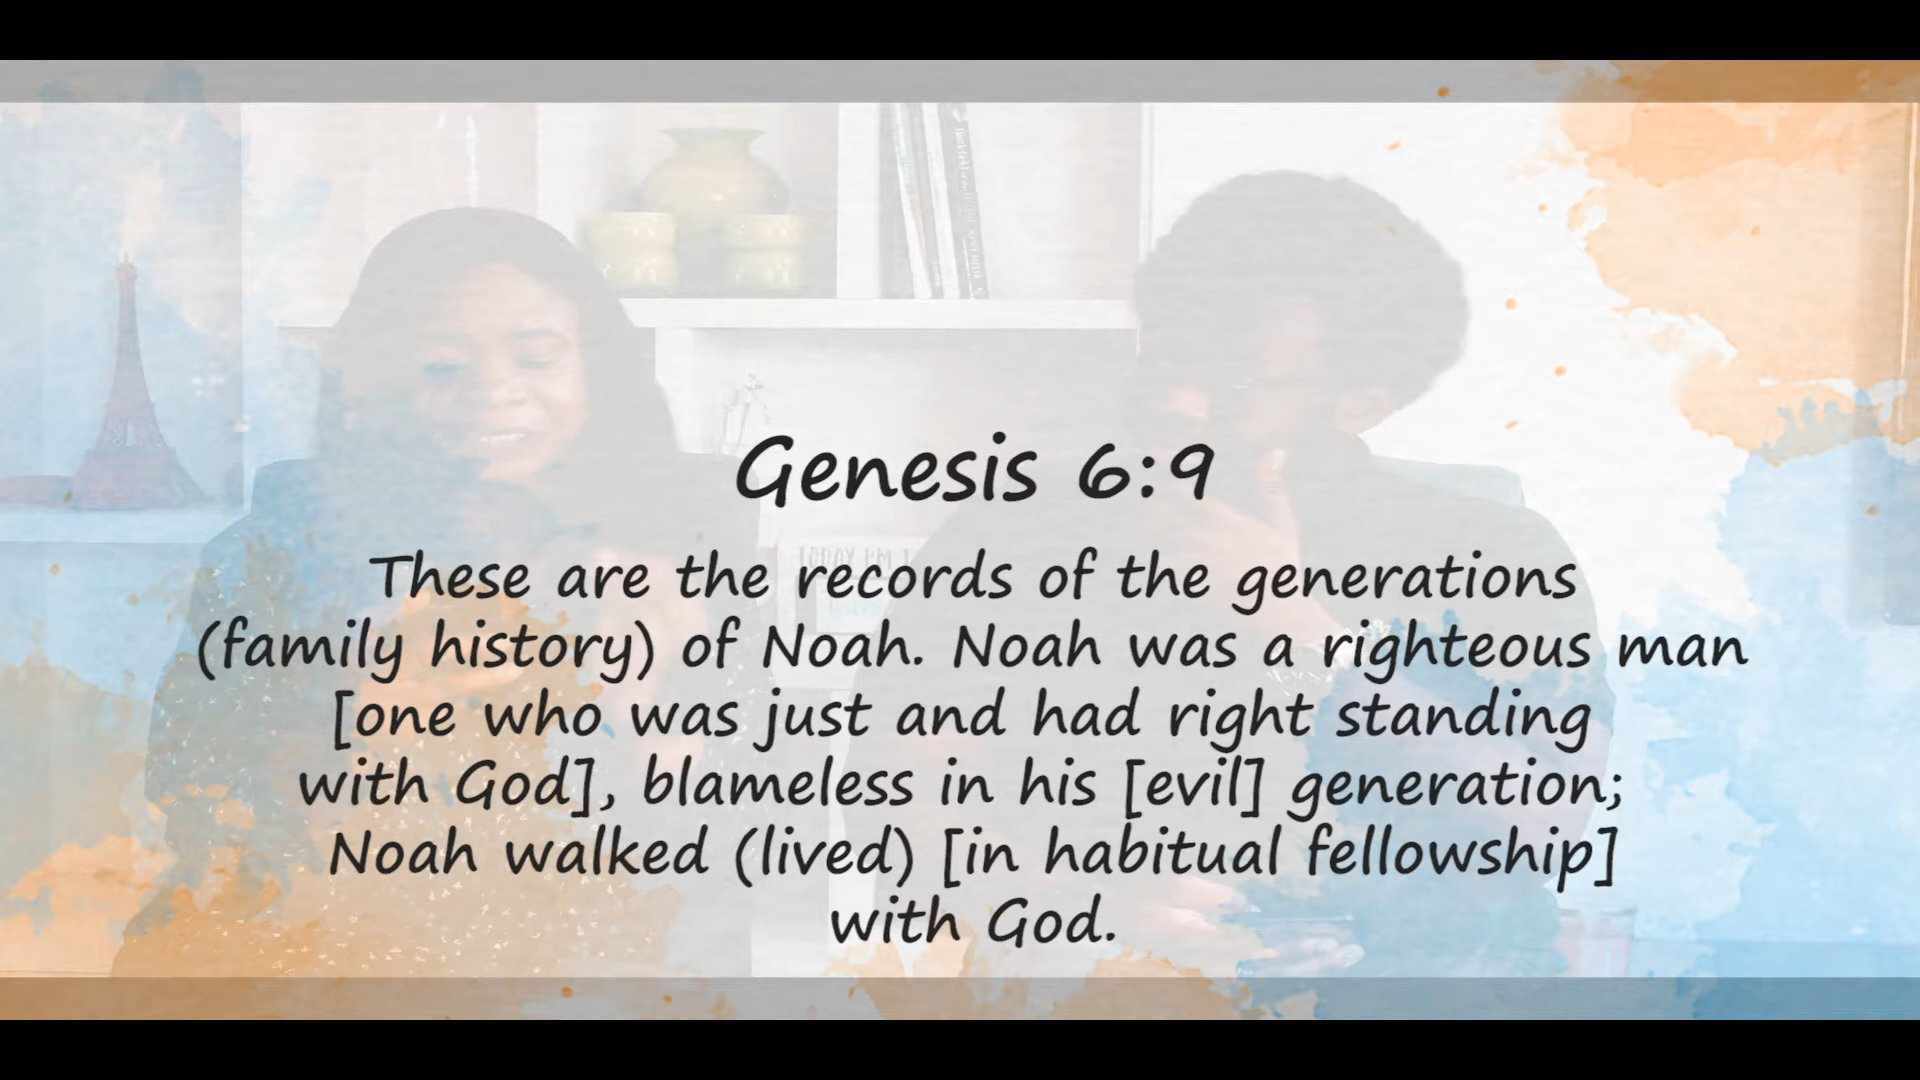 Genesis 6:9
These are the records of the generations
(family history) of Noah. Noah was a righteous man
[one who was just and had right standing
with God], blameless in his [evil] generation;
Noah walked (lived) [in habitual fellowship]
with God.
TODAY I'M